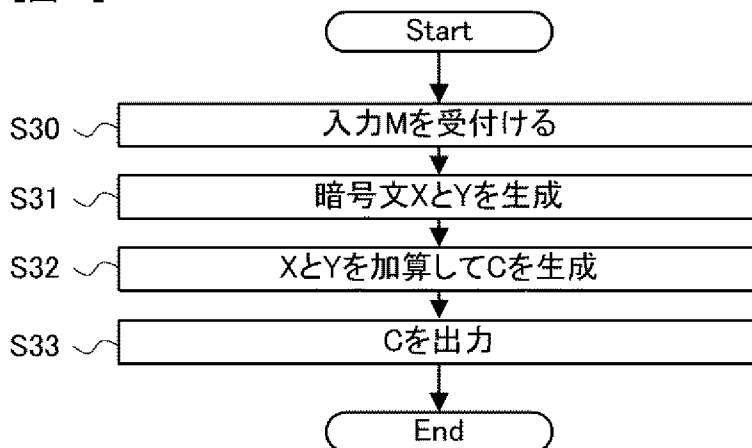 Start
S30 入力Mを受付ける
S31 暗号文XとYを生成
S32 XとYを加算してCを生成
S33 Cを出力
End